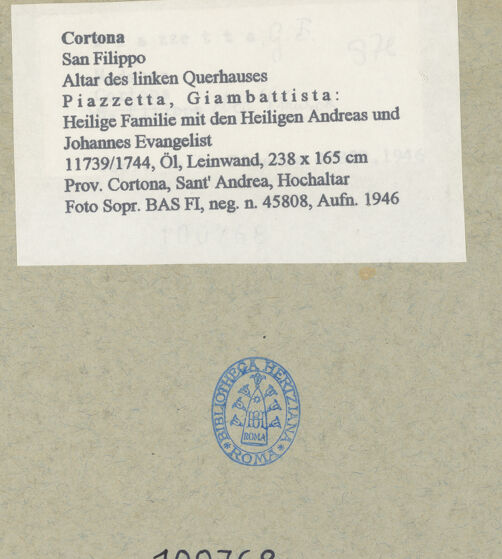 Cortona
San Filippo
Altar des linken Querhauses
Piazzetta, Giambattista:
Heilige Familie mit den Heiligen Andreas und
Johannes Evangelist
11739/1744, Öl, Leinwand, 238 x 165 cm
Prov. Cortona, Sant' Andrea, Hochaltar
Foto Sopr. BAS FI, neg. n. 45808, Aufn. 1946
BIBLIOTHECA HERTZIANA
ROMA
ROMA